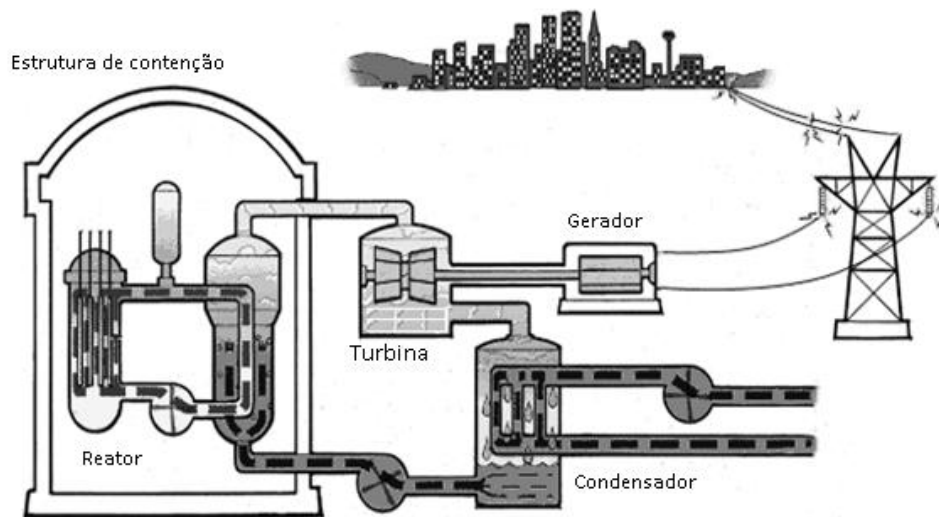 Estrutura de contenção
Gerador
Turbina
Reator
Condensador